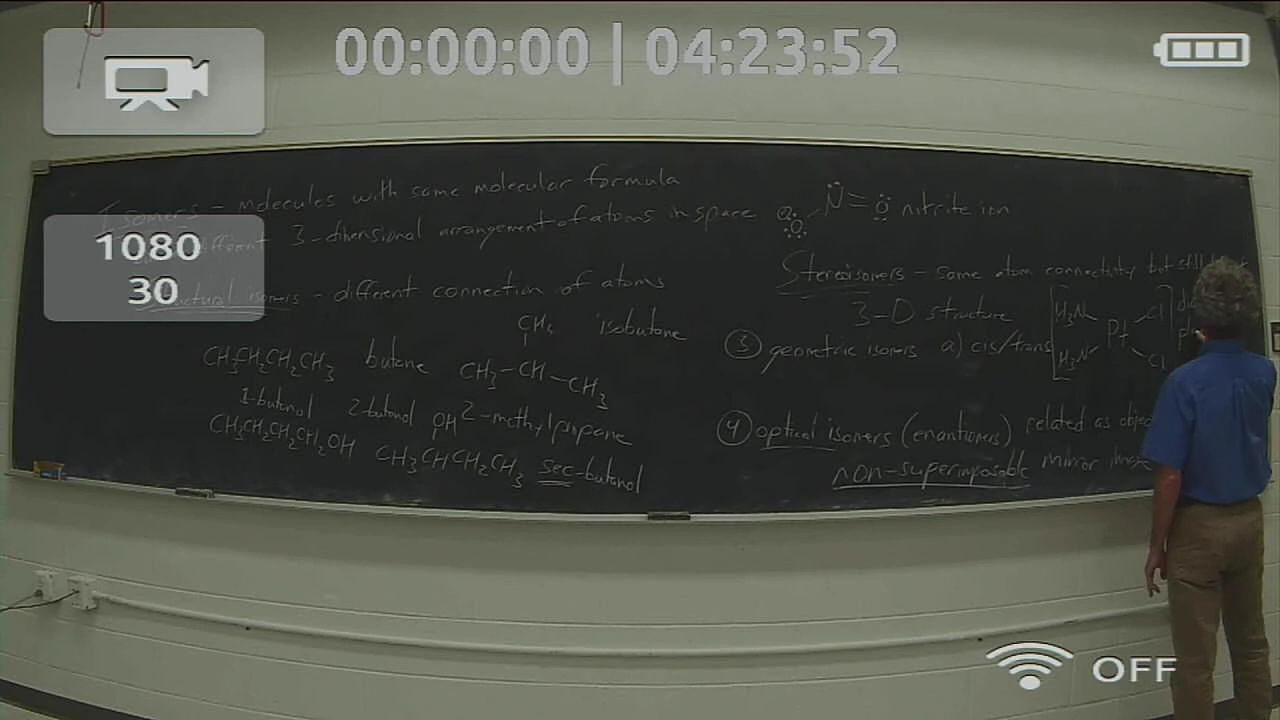 00:00:00 | 04:23:52
1080
30
Isomers - molecules with same molecular formula
different 3-dimensional arrangement of atoms in space
isomers - different connection of atoms
CH3 isobutane
CH3CH2CH2CH3 butane CH3-CH-CH3
1-butanol 2-butanol OH 2-methylpropane
CH3CH2CH2CH2OH CH3CHCH2CH3 sec-butanol
N=O nitrite ion
O
Stereoisomers - same atom connectivity but still
3-D structure
③ geometric isomers a) cis/trans
[H3N Pt Cl]
H3N Cl
④ optical isomers (enantiomers) related as
non-superimposable mirror
OFF